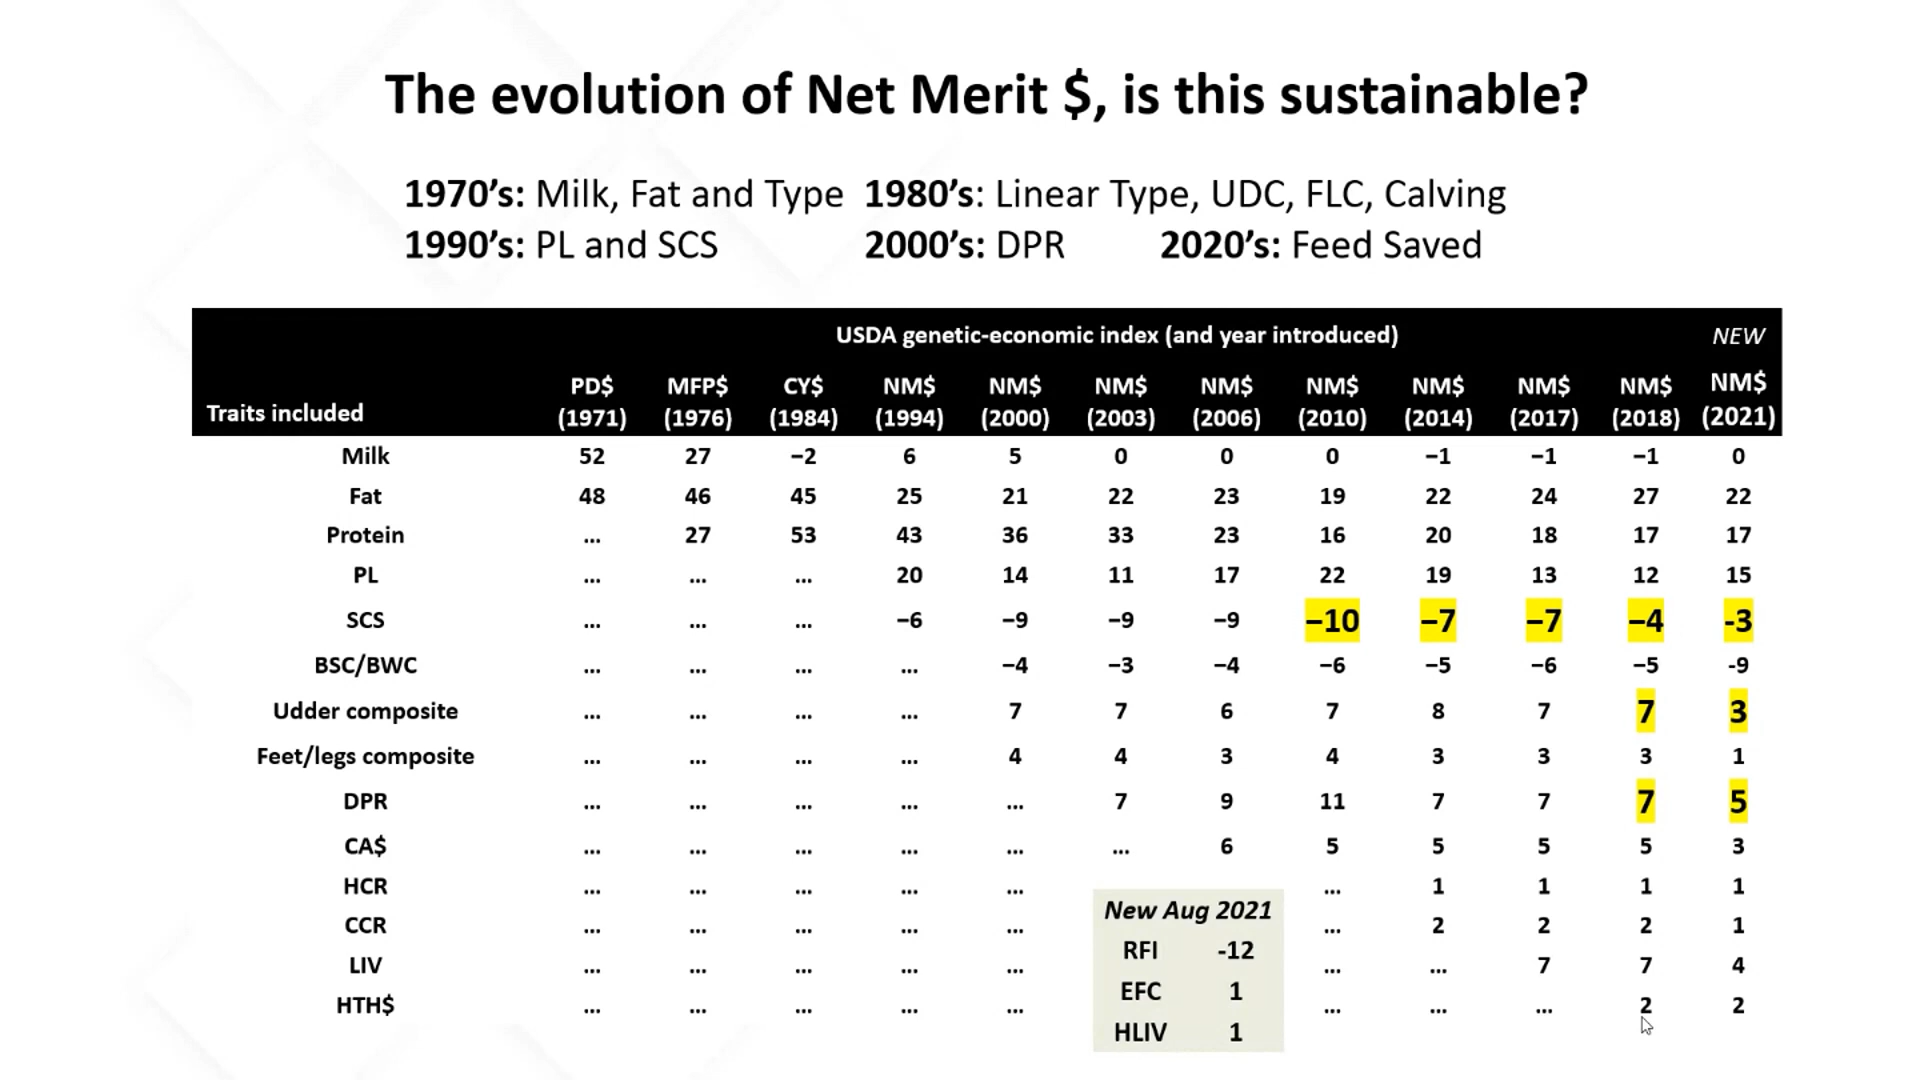 The evolution of Net Merit $, is this sustainable?
1970’s: Milk, Fat and Type 1980’s: Linear Type, UDC, FLC, Calving
1990’s: PL and SCS 2000’s: DPR 2020’s: Feed Saved
USDA genetic-economic index (and year introduced) NEW
PD$ MFP$ CY$ NM$ NM$ NM$ NM$ NM$ NM$ NM$ NM$ NM$
Traits included (1971) (1976) (1984) (1994) (2000) (2003) (2006) (2010) (2014) (2017) (2018) (2021)
Milk 52 27 −2 6 5 0 0 0 −1 −1 −1 0
Fat 48 46 45 25 21 22 23 19 22 24 27 22
Protein ... 27 53 43 36 33 23 16 20 18 17 17
PL ... ... ... 20 14 11 17 22 19 13 12 15
SCS ... ... ... −6 −9 −9 −9 −10 −7 −7 −4 -3
BSC/BWC ... ... ... ... −4 −3 −4 −6 −5 −6 −5 -9
Udder composite ... ... ... ... 7 7 6 7 8 7 7 3
Feet/legs composite ... ... ... ... 4 4 3 4 3 3 3 1
DPR ... ... ... ... ... 7 9 11 7 7 7 5
CA$ ... ... ... ... ... ... 6 5 5 5 5 3
HCR ... ... ... ... ... ... 1 1 1 1
CCR ... ... ... ... ... ... 2 2 2 1
LIV ... ... ... ... ... ... ... 7 7 4
HTH$ ... ... ... ... ... ... ... ... 2 2
New Aug 2021
RFI -12
EFC 1
HLIV 1